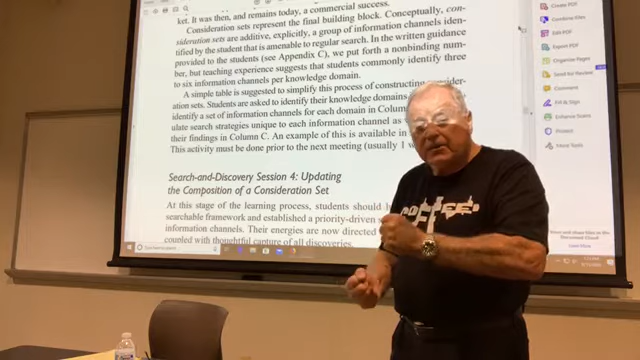 ket. It was then, and remains today, a commercial success.
Consideration sets represent the final building block. Conceptually, con-
sideration sets are additive, explicitly, a group of information channels iden-
tified by the student that is amenable to regular search. In the written guidance
provided to the students (see Appendix C), we put forth a nonbinding num-
ber, but teaching experience suggests that students commonly identify three
to six information channels per knowledge domain.
A simple table is suggested to simplify this process of constructing consider-
ation sets. Students are asked to identify their knowledge domains
identify a set of information channels for each domain in Colum
ulate search strategies unique to each information channel as
their findings in Column C. An example of this is available in
This activity must be done prior to the next meeting (usually 1 w
Search-and-Discovery Session 4: Updating
the Composition of a Consideration Set
At this stage of the learning process, students should
searchable framework and established a priority-driven
information channels. Their energies are now directed
coupled with thoughtful capture of all discoveries.
Create PDF
Combine Files
Edit PDF
Export PDF
Organize Pages
Send for Review
Comment
Fill & Sign
Enhance Scans
Protect
More Tools
COFFEE